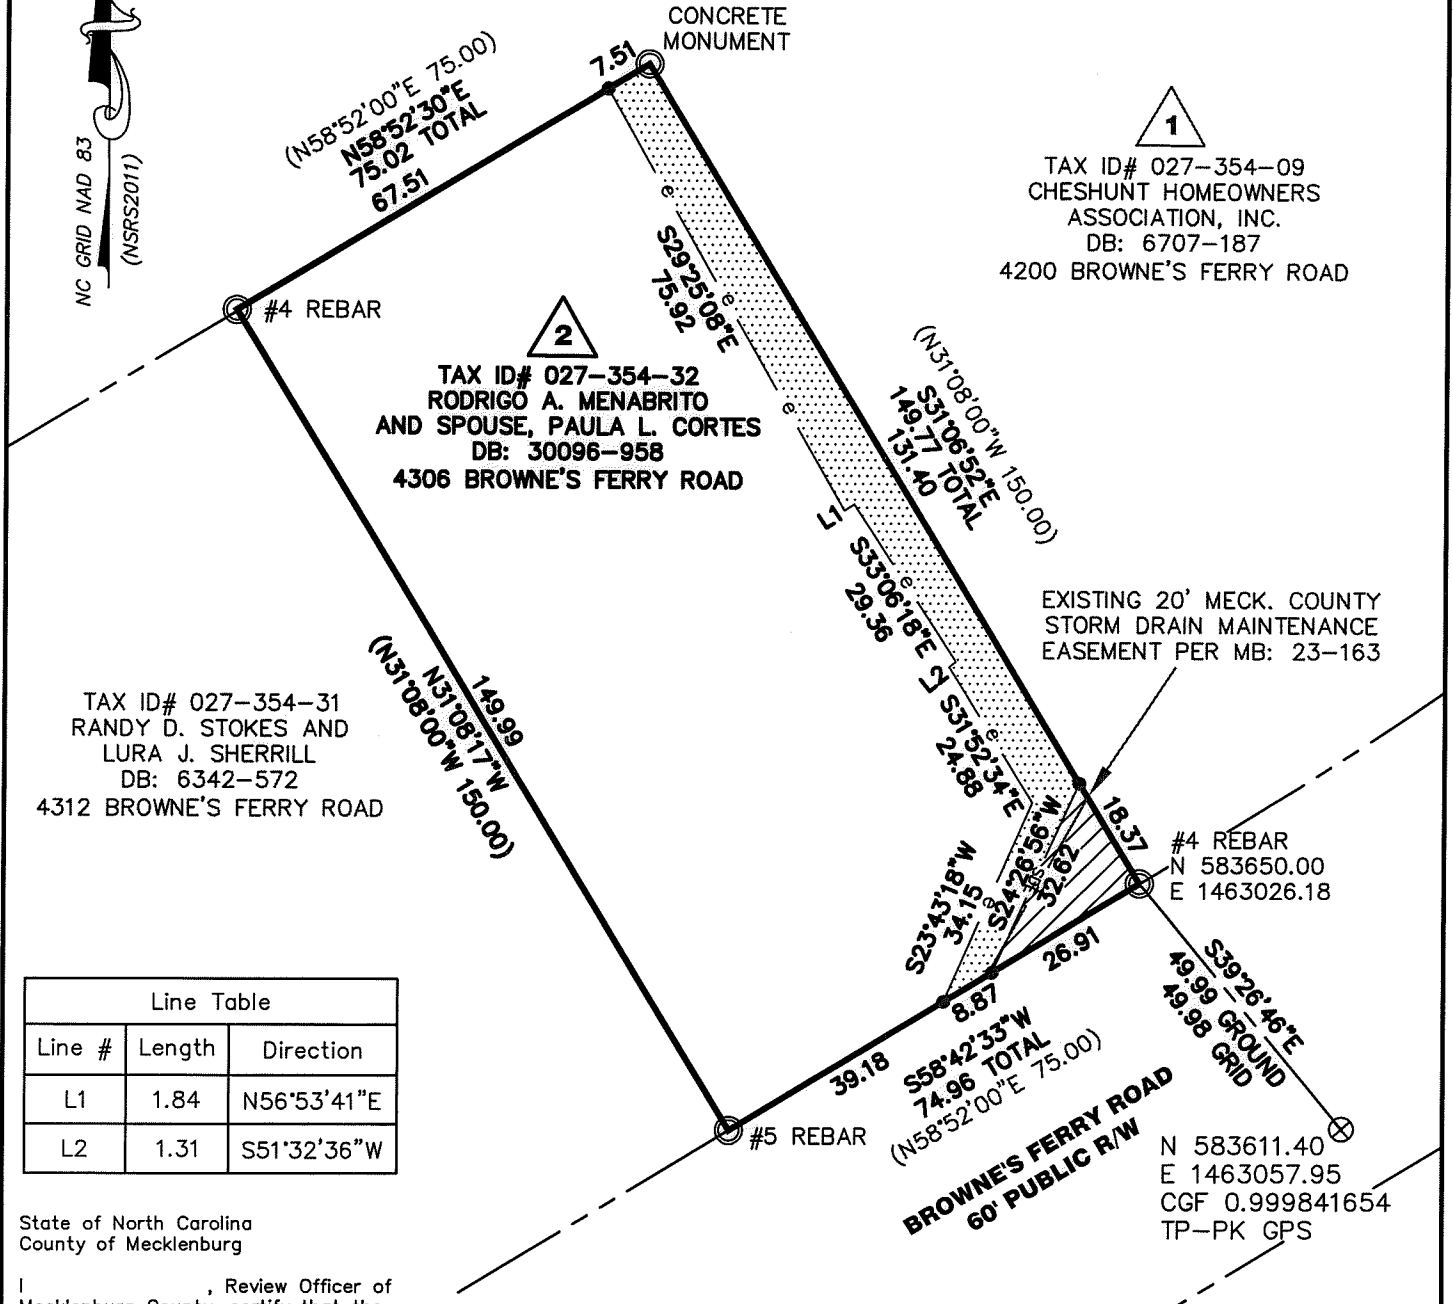 CONCRETE
MONUMENT
7.51
(N58°52'00"E 75.00)
N58°52'30"E
75.02 TOTAL
67.51
NC GRID NAD 83
(NSRS2011)
1
TAX ID# 027-354-09
CHESHUNT HOMEOWNERS
ASSOCIATION, INC.
DB: 6707-187
4200 BROWNE'S FERRY ROAD
#4 REBAR
2
TAX ID# 027-354-32
RODRIGO A. MENABRITO
AND SPOUSE, PAULA L. CORTES
DB: 30096-958
4306 BROWNE'S FERRY ROAD
e
S29°25'08"E
75.92
e
e
(N31°08'00"W 150.00)
S31°06'52"E
149.77 TOTAL
131.40
L1
S33°06'18"E
29.36
e
L2
S31°52'34"E
24.88
e
EXISTING 20' MECK. COUNTY
STORM DRAIN MAINTENANCE
EASEMENT PER MB: 23-163
149.99
N31°08'17"W
(N31°08'00"W 150.00)
TAX ID# 027-354-31
RANDY D. STOKES AND
LURA J. SHERRILL
DB: 6342-572
4312 BROWNE'S FERRY ROAD
18.37
#4 REBAR
N 583650.00
E 1463026.18
S23°43'18"W
34.15
e
S24°26'56"W
32.62
26.91
8.87
39.18
S58°42'33"W
74.96 TOTAL
(N58°52'00"E 75.00)
S39°26'46"E
49.99 GROUND
49.98 GRID
#5 REBAR
BROWNE'S FERRY ROAD
60' PUBLIC R/W
N 583611.40
E 1463057.95
CGF 0.999841654
TP-PK GPS
Line Table
Line # Length Direction
L1 1.84 N56°53'41"E
L2 1.31 S51°32'36"W
State of North Carolina
County of Mecklenburg
I , Review Officer of
Mecklenburg County, certify that the